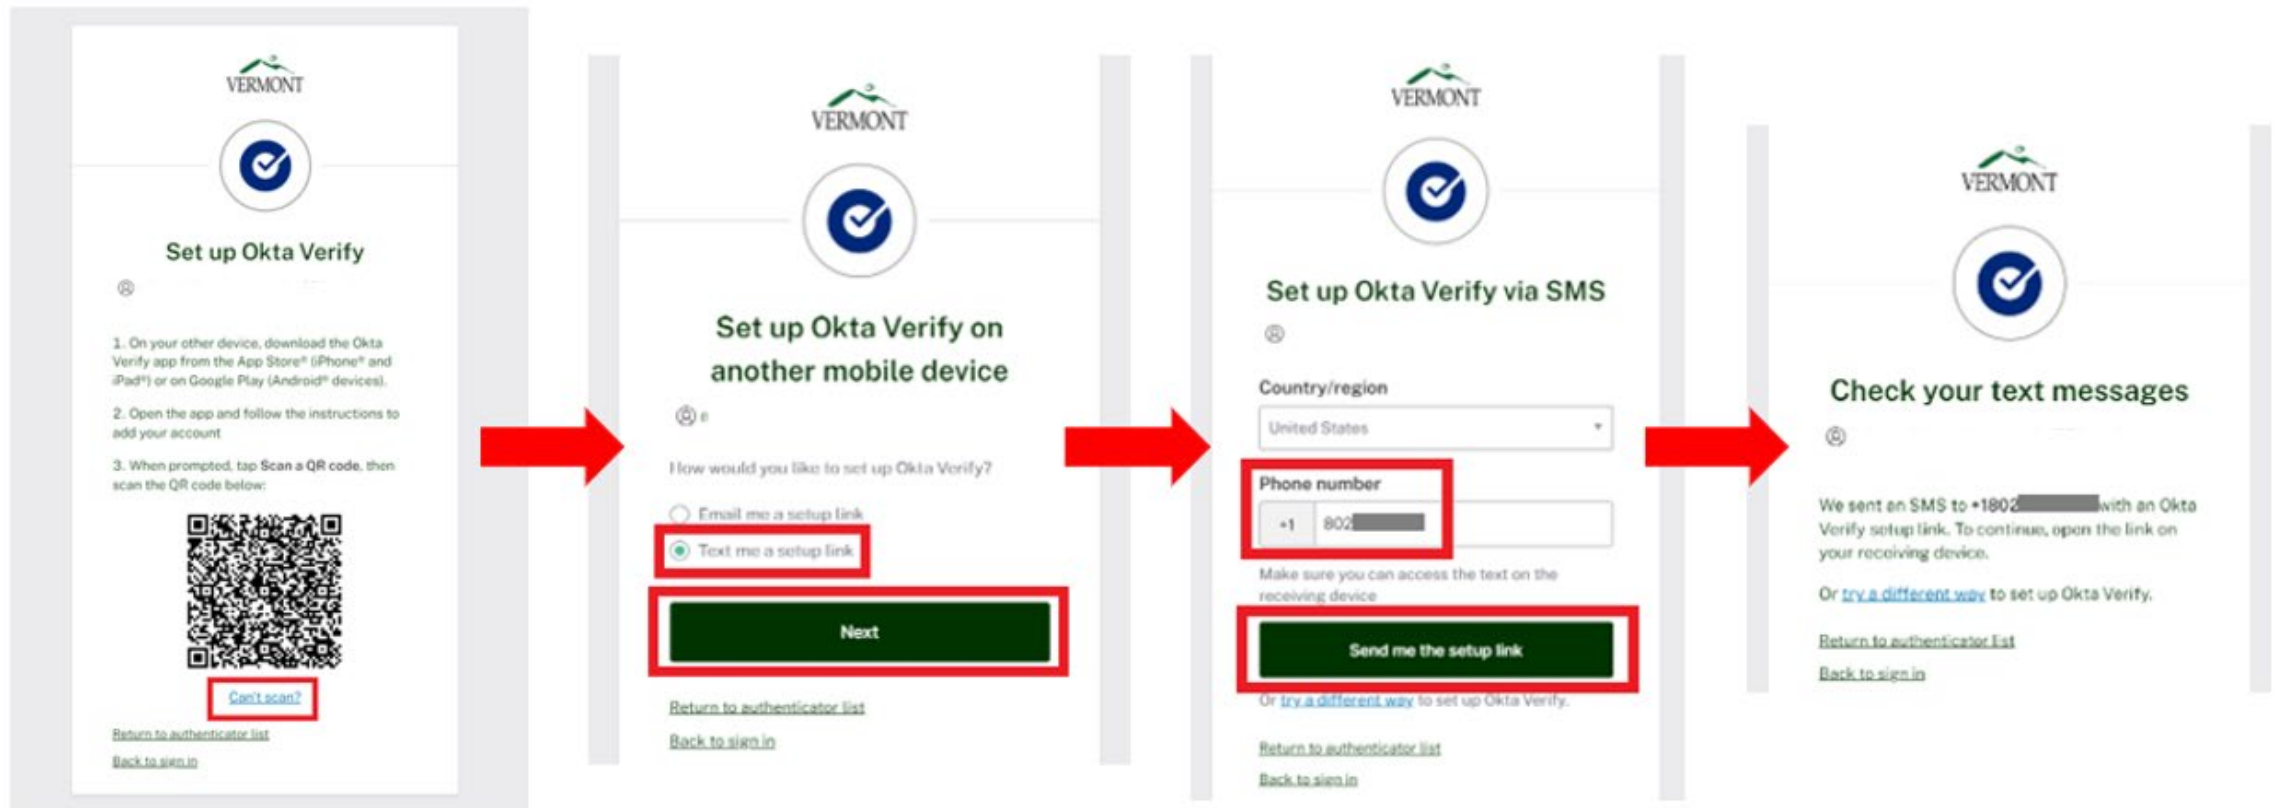 VERMONT
Set up Okta Verify
1. On your other device, download the Okta
Verify app from the App Store® (iPhone® and
iPad®) or on Google Play (Android® devices).
2. Open the app and follow the instructions to
add your account
3. When prompted, tap Scan a QR code, then
scan the QR code below:
Can't scan?
Return to authenticator list
Back to sign in
VERMONT
Set up Okta Verify on
another mobile device
How would you like to set up Okta Verify?
Email me a setup link
Text me a setup link
Next
Return to authenticator list
Back to sign in
VERMONT
Set up Okta Verify via SMS
Country/region
United States
Phone number
+1 802
Make sure you can access the text on the
receiving device
Send me the setup link
Or try a different way to set up Okta Verify.
Return to authenticator list
Back to sign in
VERMONT
Check your text messages
We sent an SMS to +1802 with an Okta
Verify setup link. To continue, open the link on
your receiving device.
Or try a different way to set up Okta Verify.
Return to authenticator list
Back to sign in